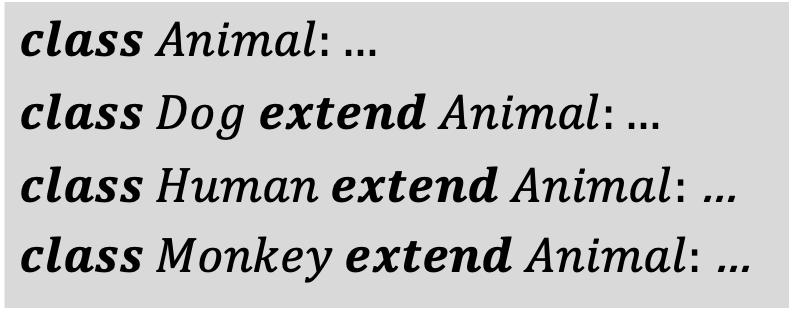 class Animal: ...
class Dog extend Animal: ...
class Human extend Animal: ...
class Monkey extend Animal: ...